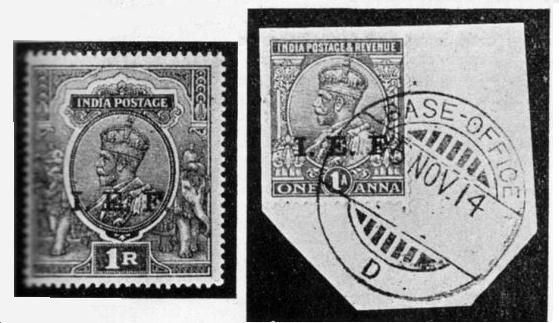 INDIA POSTAGE
I. E. F
1R
INDIA POSTAGE & REVENUE
I. E. F
ONE 1A ANNA
BASE-OFFICE
NOV.14
D